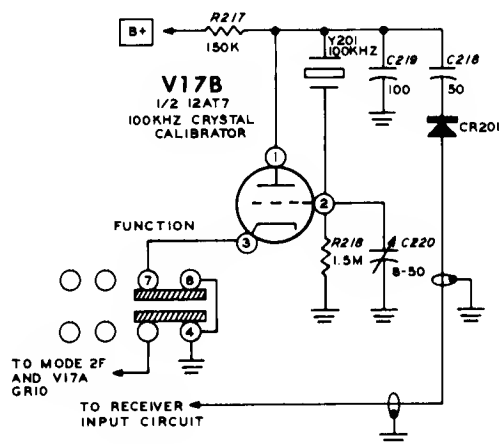 B+
R217
150K
Y201
100KHZ
C219
100
C218
50
CR201
V17B
1/2 12AT7
100KHZ CRYSTAL
CALIBRATOR
1
2
3
R218
1.5M
C220
8-50
FUNCTION
7
8
4
TO MODE 2F
AND V17A
GRID
TO RECEIVER
INPUT CIRCUIT